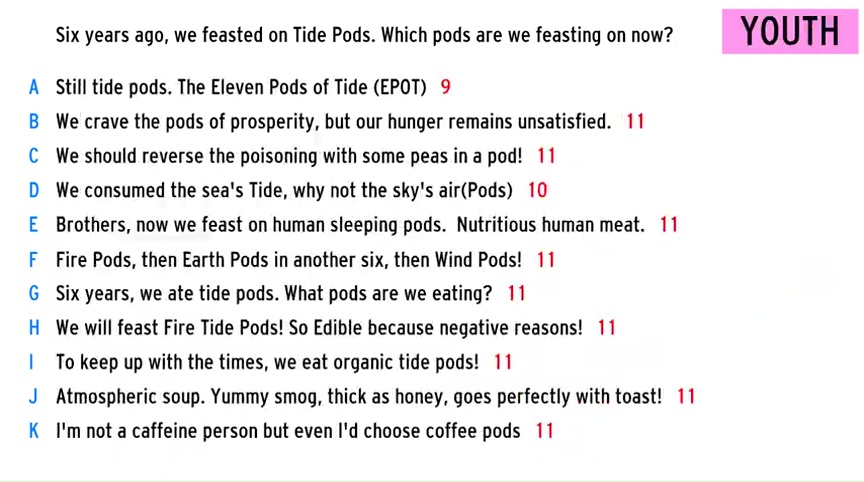 Six years ago, we feasted on Tide Pods. Which pods are we feasting on now?
YOUTH
A Still tide pods. The Eleven Pods of Tide (EPOT) 9
B We crave the pods of prosperity, but our hunger remains unsatisfied. 11
C We should reverse the poisoning with some peas in a pod! 11
D We consumed the sea's Tide, why not the sky's air(Pods) 10
E Brothers, now we feast on human sleeping pods. Nutritious human meat. 11
F Fire Pods, then Earth Pods in another six, then Wind Pods! 11
G Six years, we ate tide pods. What pods are we eating? 11
H We will feast Fire Tide Pods! So Edible because negative reasons! 11
I To keep up with the times, we eat organic tide pods! 11
J Atmospheric soup. Yummy smog, thick as honey, goes perfectly with toast! 11
K I'm not a caffeine person but even I'd choose coffee pods 11